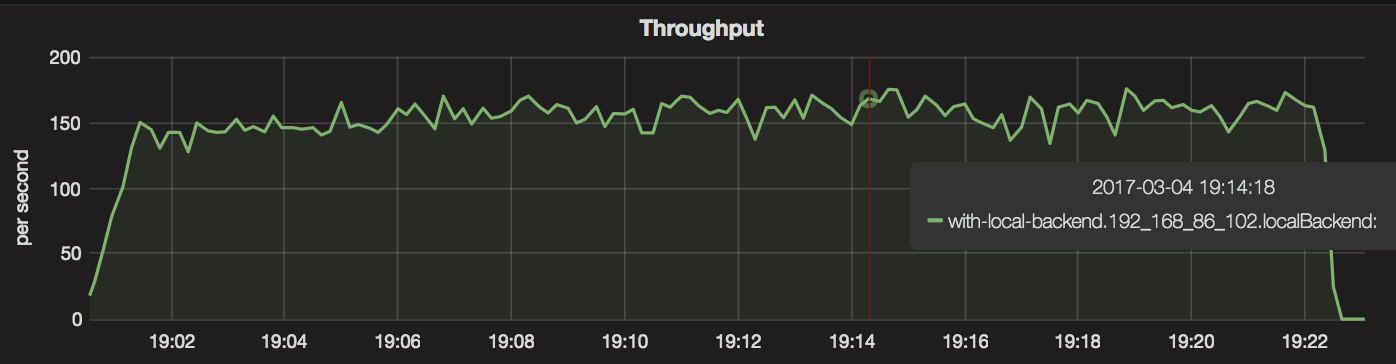 Throughput
200
150
100
50
0
per second
2017-03-04 19:14:18
with-local-backend.192_168_86_102.localBackend:
19:02 19:04 19:06 19:08 19:10 19:12 19:14 19:16 19:18 19:20 19:22